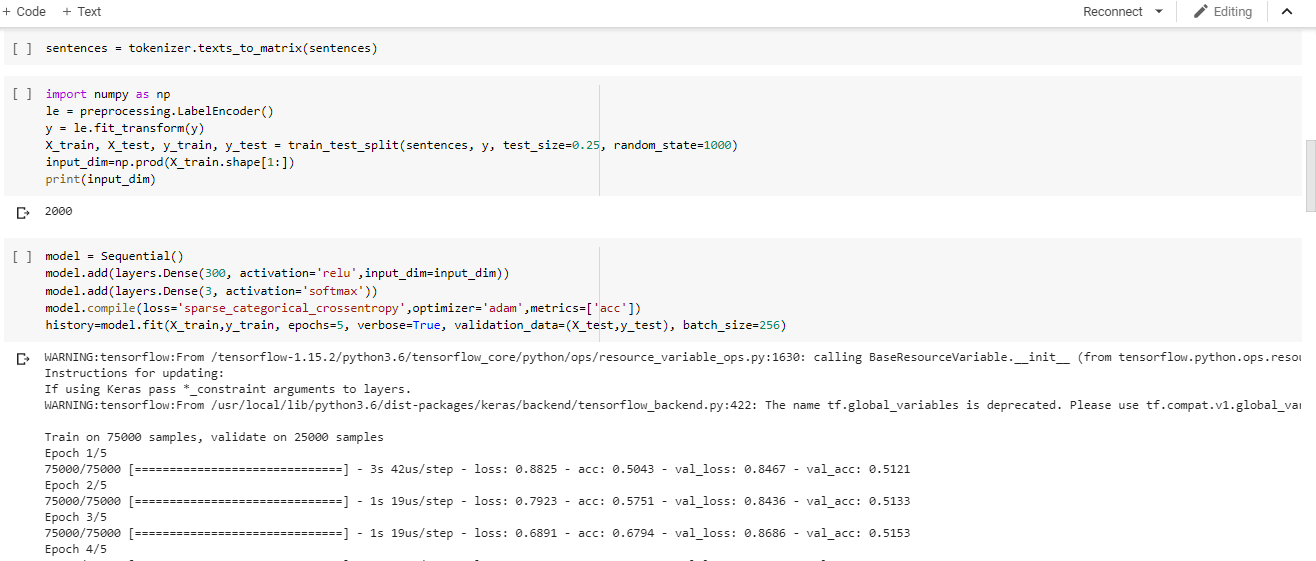 + Code + Text Reconnect Editing
[ ] sentences = tokenizer.texts_to_matrix(sentences)
[ ] import numpy as np
le = preprocessing.LabelEncoder()
y = le.fit_transform(y)
X_train, X_test, y_train, y_test = train_test_split(sentences, y, test_size=0.25, random_state=1000)
input_dim=np.prod(X_train.shape[1:])
print(input_dim)
2000
[ ] model = Sequential()
model.add(layers.Dense(300, activation='relu',input_dim=input_dim))
model.add(layers.Dense(3, activation='softmax'))
model.compile(loss='sparse_categorical_crossentropy',optimizer='adam',metrics=['acc'])
history=model.fit(X_train,y_train, epochs=5, verbose=True, validation_data=(X_test,y_test), batch_size=256)
WARNING:tensorflow:From /tensorflow-1.15.2/python3.6/tensorflow_core/python/ops/resource_variable_ops.py:1630: calling BaseResourceVariable.__init__ (from tensorflow.python.ops.resou
Instructions for updating:
If using Keras pass *_constraint arguments to layers.
WARNING:tensorflow:From /usr/local/lib/python3.6/dist-packages/keras/backend/tensorflow_backend.py:422: The name tf.global_variables is deprecated. Please use tf.compat.v1.global_var
Train on 75000 samples, validate on 25000 samples
Epoch 1/5
75000/75000 [==============================] - 3s 42us/step - loss: 0.8825 - acc: 0.5043 - val_loss: 0.8467 - val_acc: 0.5121
Epoch 2/5
75000/75000 [==============================] - 1s 19us/step - loss: 0.7923 - acc: 0.5751 - val_loss: 0.8436 - val_acc: 0.5133
Epoch 3/5
75000/75000 [==============================] - 1s 19us/step - loss: 0.6891 - acc: 0.6794 - val_loss: 0.8686 - val_acc: 0.5153
Epoch 4/5